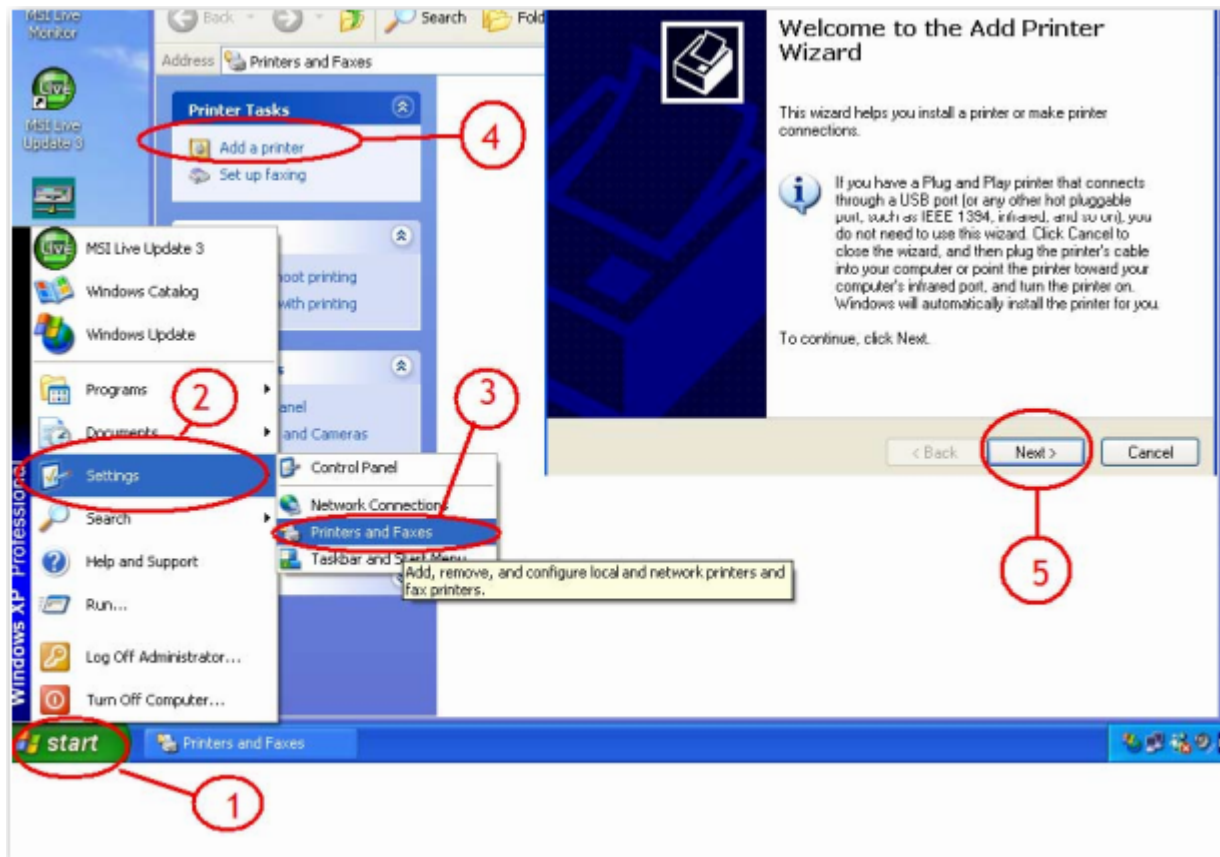 MSI Live
Monitor
MSI Live
Update 3
Back
Search
Fold
Address
Printers and Faxes
Printer Tasks
Add a printer
Set up faxing
4
oot printing
with printing
s
anel
and Cameras
MSI Live Update 3
Windows Catalog
Windows Update
Programs
Documents
2
Settings
Search
Help and Support
Run...
Log Off Administrator...
Turn Off Computer...
Windows XP Professional
Control Panel
Network Connections
Printers and Faxes
Taskbar and Start Menu
3
Add, remove, and configure local and network printers and
fax printers.
start
Printers and Faxes
1
Welcome to the Add Printer
Wizard
This wizard helps you install a printer or make printer
connections.
If you have a Plug and Play printer that connects
through a USB port (or any other hot pluggable
port, such as IEEE 1394, infrared, and so on), you
do not need to use this wizard. Click Cancel to
close the wizard, and then plug the printer's cable
into your computer or point the printer toward your
computer's infrared port, and turn the printer on.
Windows will automatically install the printer for you.
To continue, click Next.
< Back
Next >
Cancel
5